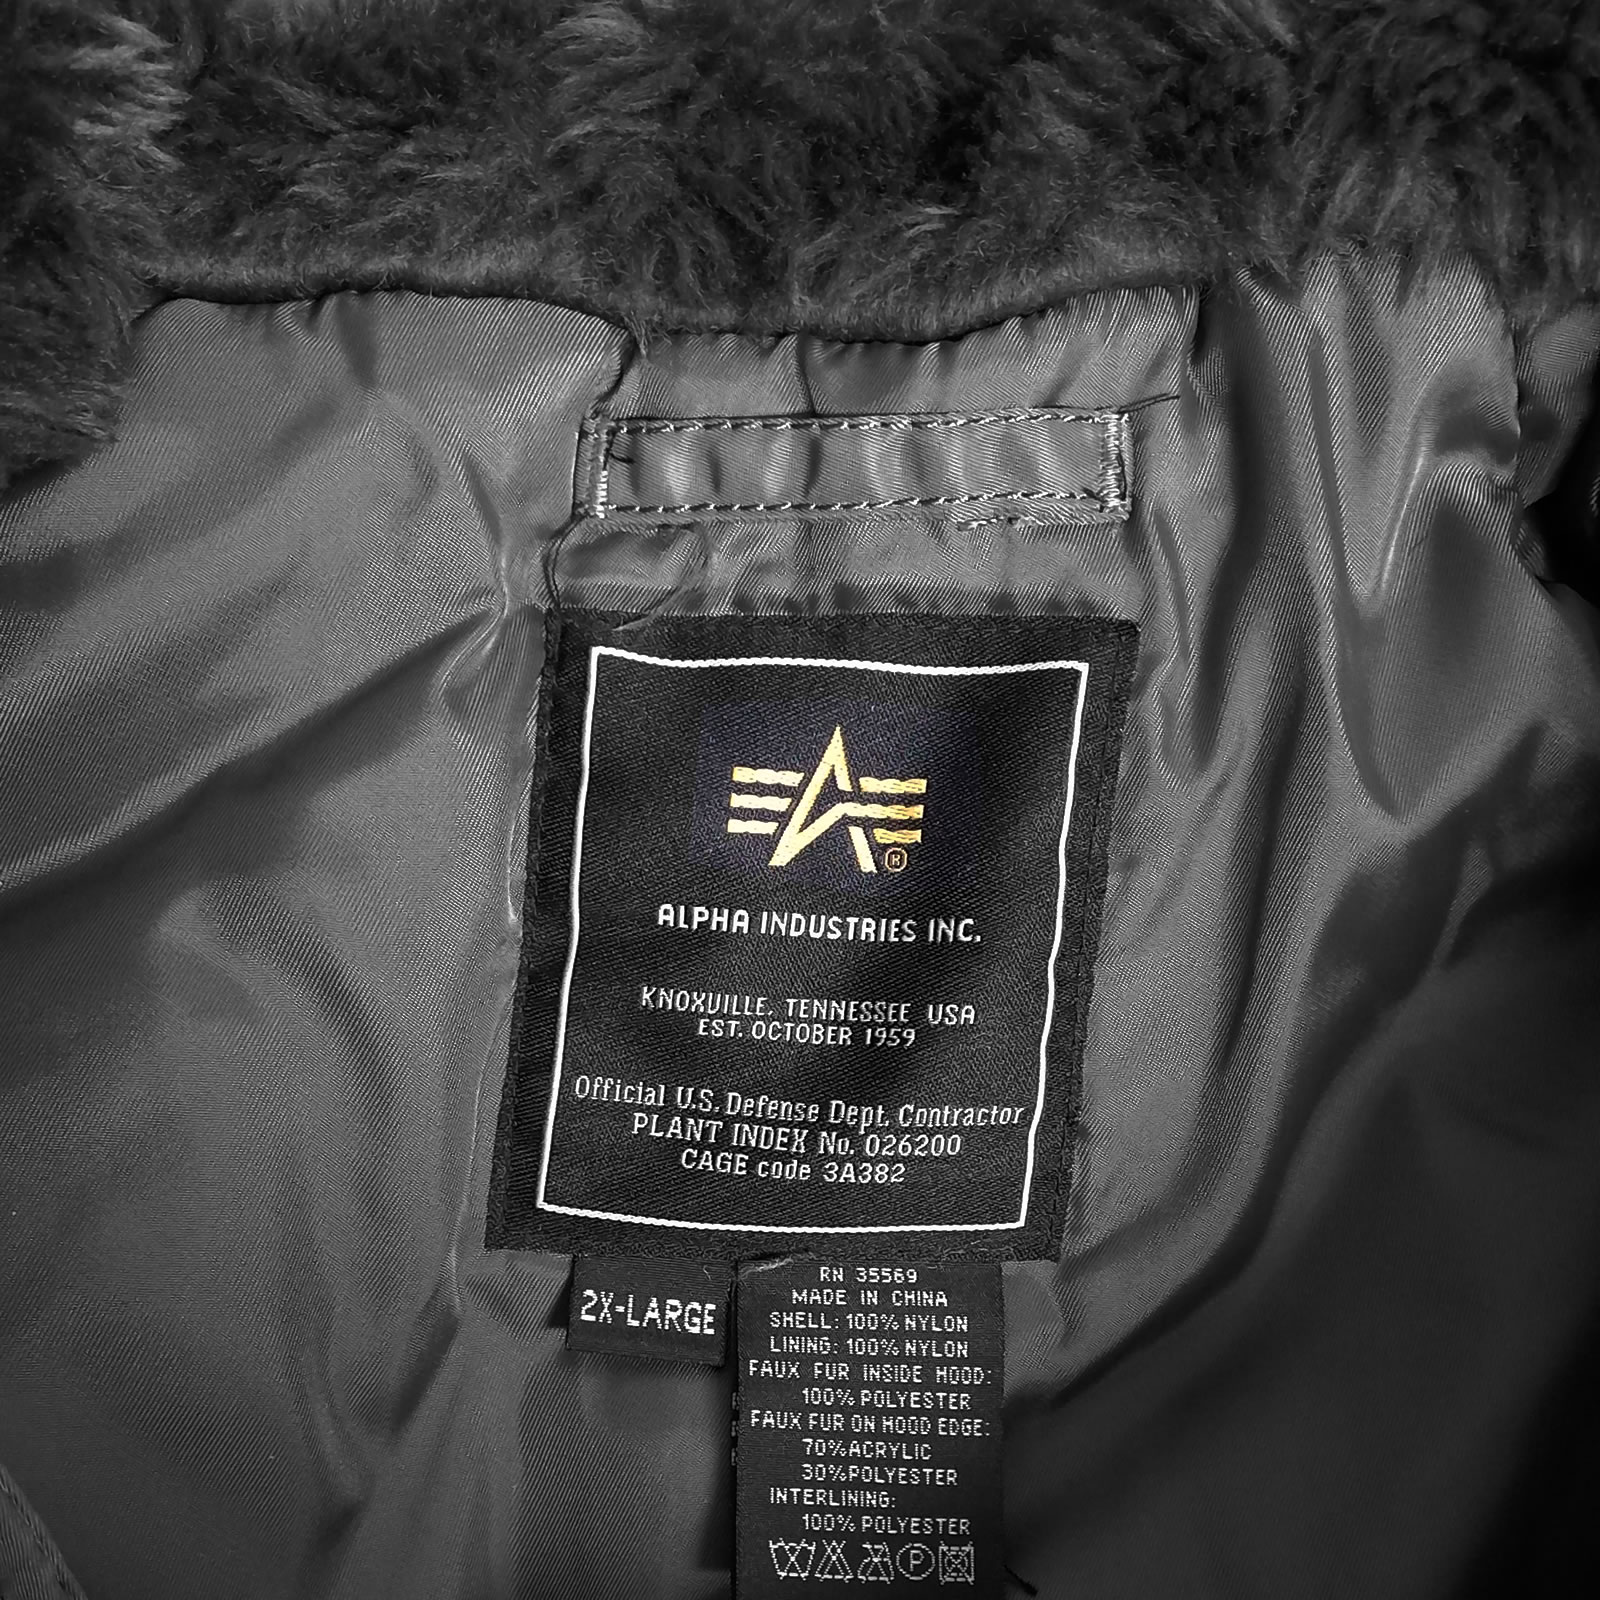 ®
ALPHA INDUSTRIES INC.
KNOXVILLE, TENNESSEE USA
EST. OCTOBER 1959
Official U.S. Defense Dept. Contractor
PLANT INDEX No. 026200
CAGE code 3A382
2X-LARGE
RN 35569
MADE IN CHINA
SHELL: 100% NYLON
LINING: 100% NYLON
FAUX FUR INSIDE HOOD:
100% POLYESTER
FAUX FUR ON HOOD EDGE:
70%ACRYLIC
30%POLYESTER
INTERLINING:
100% POLYESTER
P